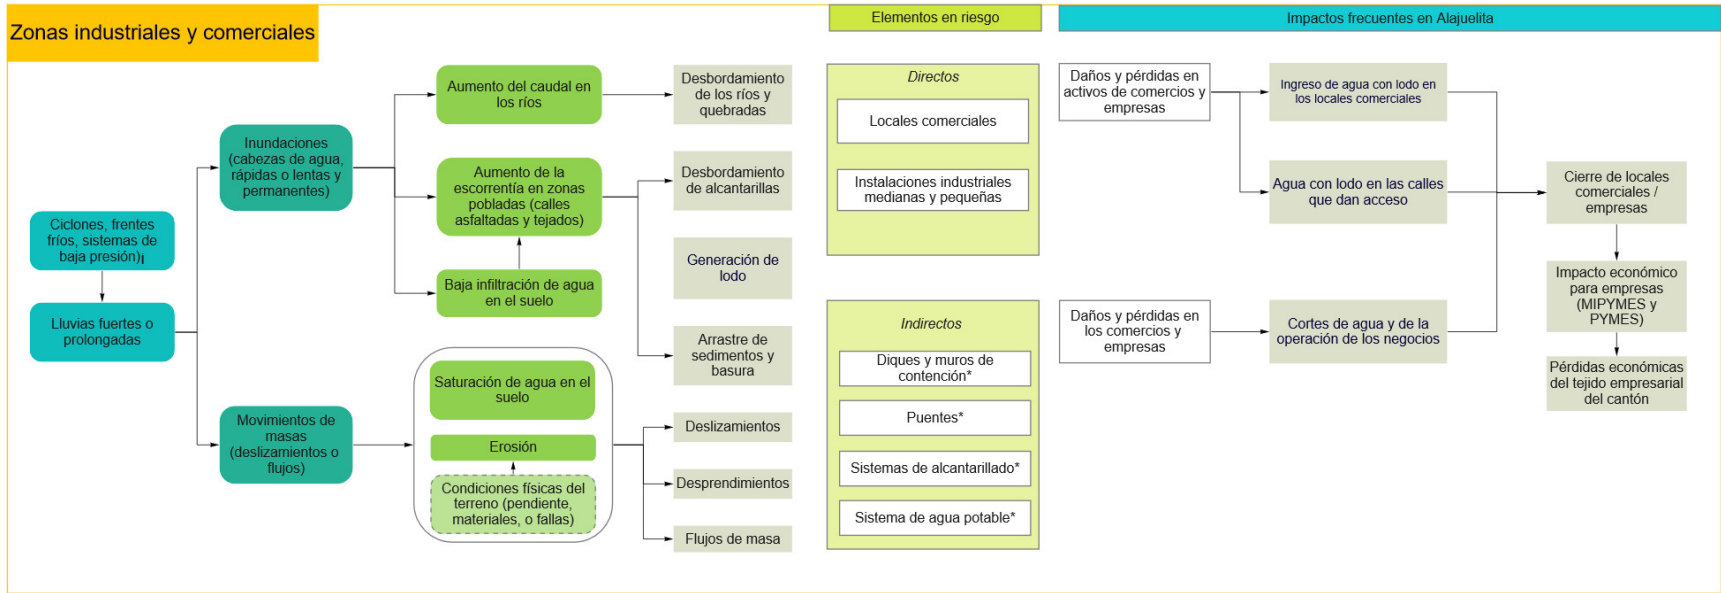 Zonas industriales y comerciales
Elementos en riesgo
Impactos frecuentes en Alajuelita
Ciclones, frentes
fríos, sistemas de
baja presión)¡
Lluvias fuertes o
prolongadas
Inundaciones
(cabezas de agua,
rápidas o lentas y
permanentes)
Movimientos de
masas
(deslizamientos o
flujos)
Aumento del caudal en
los ríos
Aumento de la
escorrentía en zonas
pobladas (calles
asfaltadas y tejados)
Baja infiltración de agua
en el suelo
Saturación de agua en el
suelo
Erosión
Condiciones físicas del
terreno (pendiente,
materiales, o fallas)
Desbordamiento
de los ríos y
quebradas
Desbordamiento
de alcantarillas
Generación de
lodo
Arrastre de
sedimentos y
basura
Deslizamientos
Desprendimientos
Flujos de masa
Directos
Locales comerciales
Instalaciones industriales
medianas y pequeñas
Indirectos
Diques y muros de
contención*
Puentes*
Sistemas de alcantarillado*
Sistema de agua potable*
Daños y pérdidas en
activos de comercios y
empresas
Daños y pérdidas en
los comercios y
empresas
Ingreso de agua con lodo en
los locales comerciales
Agua con lodo en las calles
que dan acceso
Cortes de agua y de la
operación de los negocios
Cierre de locales
comerciales /
empresas
Impacto económico
para empresas
(MIPYMES y
PYMES)
Pérdidas económicas
del tejido empresarial
del cantón